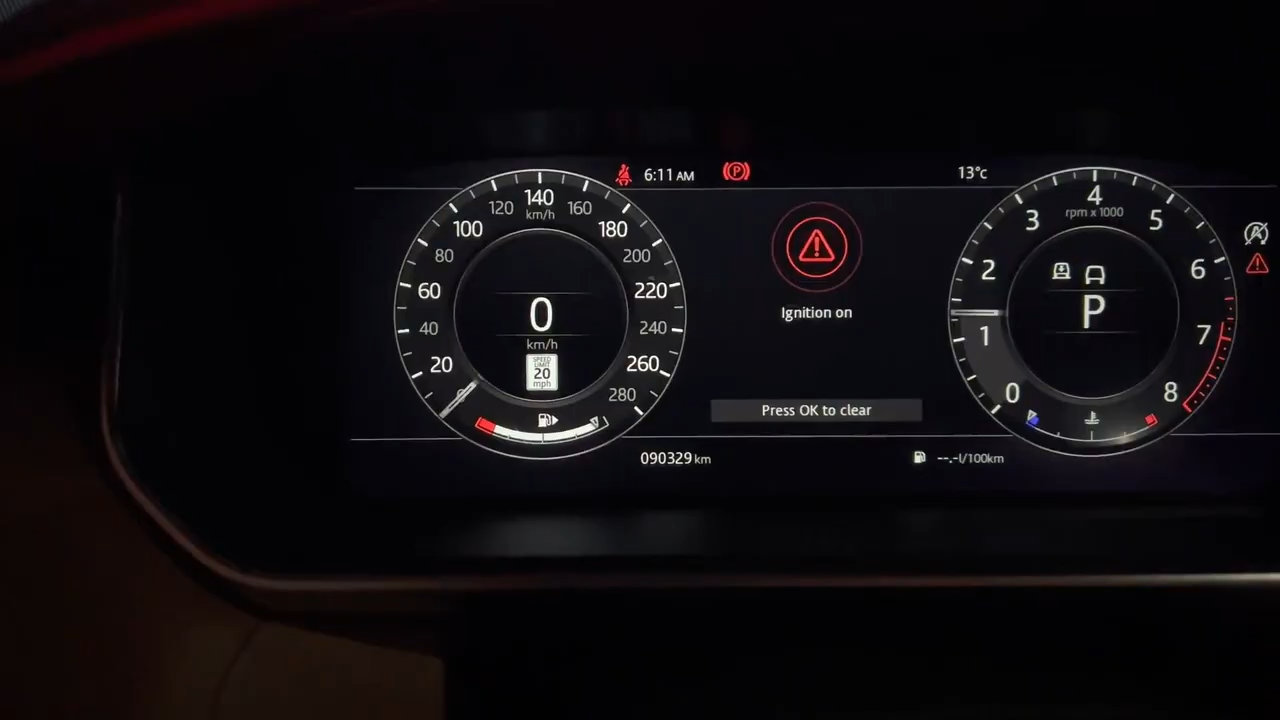 6:11 AM
13°c
140
km/h
120
160
100
180
80
200
60
220
40
240
20
260
280
0
km/h
SPEED
LIMIT
20
mph
Ignition on
Press OK to clear
090329 km
--.-l/100km
4
rpm x 1000
3
5
2
6
1
7
0
8
P